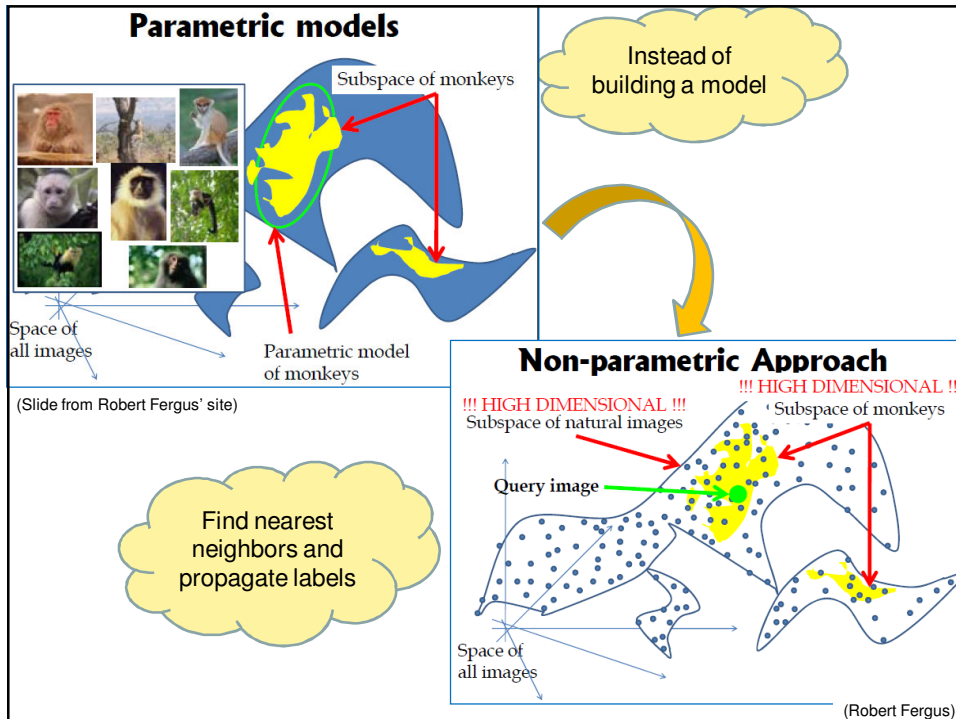 Parametric models
Subspace of monkeys
Space of
all images
Parametric model
of monkeys
(Slide from Robert Fergus' site)
Instead of
building a model
Find nearest
neighbors and
propagate labels
Non-parametric Approach
!!! HIGH DIMENSIONAL !!!
Subspace of natural images
!!! HIGH DIMENSIONAL !!!
Subspace of monkeys
Query image
Space of
all images
(Robert Fergus)